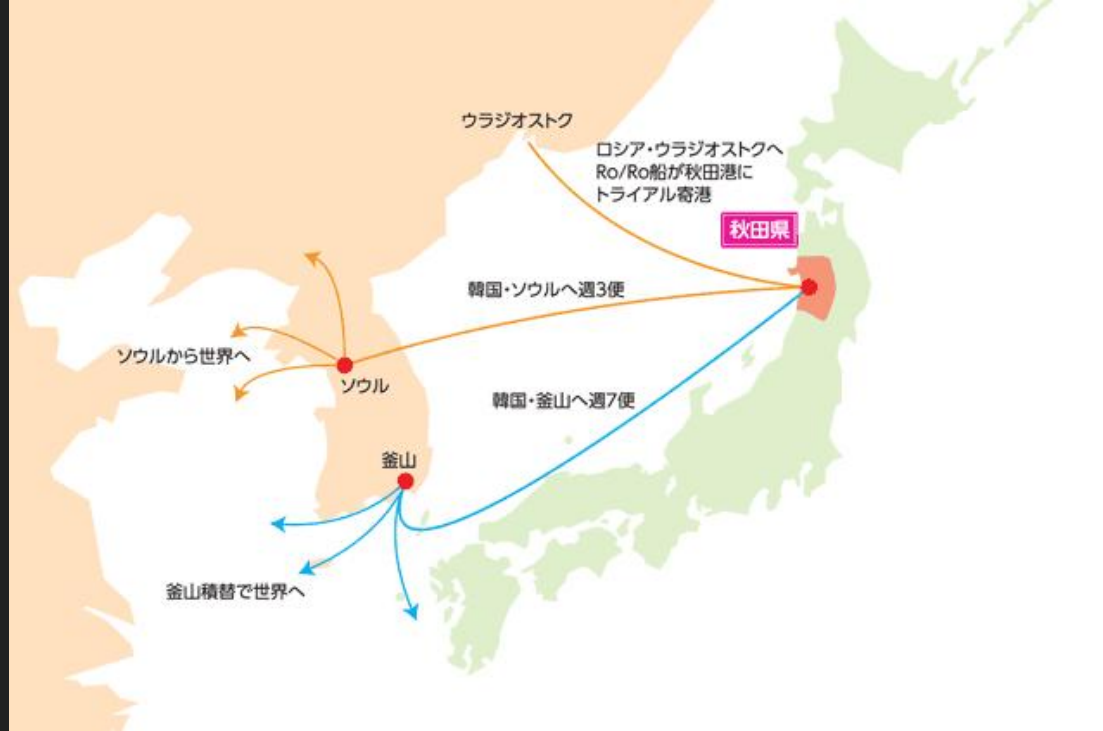 ウラジオストク
ロシア・ウラジオストクへ
Ro/Ro船が秋田港に
トライアル寄港
秋田県
韓国・ソウルへ週3便
ソウルから世界へ
ソウル
韓国・釜山へ週7便
釜山
釜山積替で世界へ